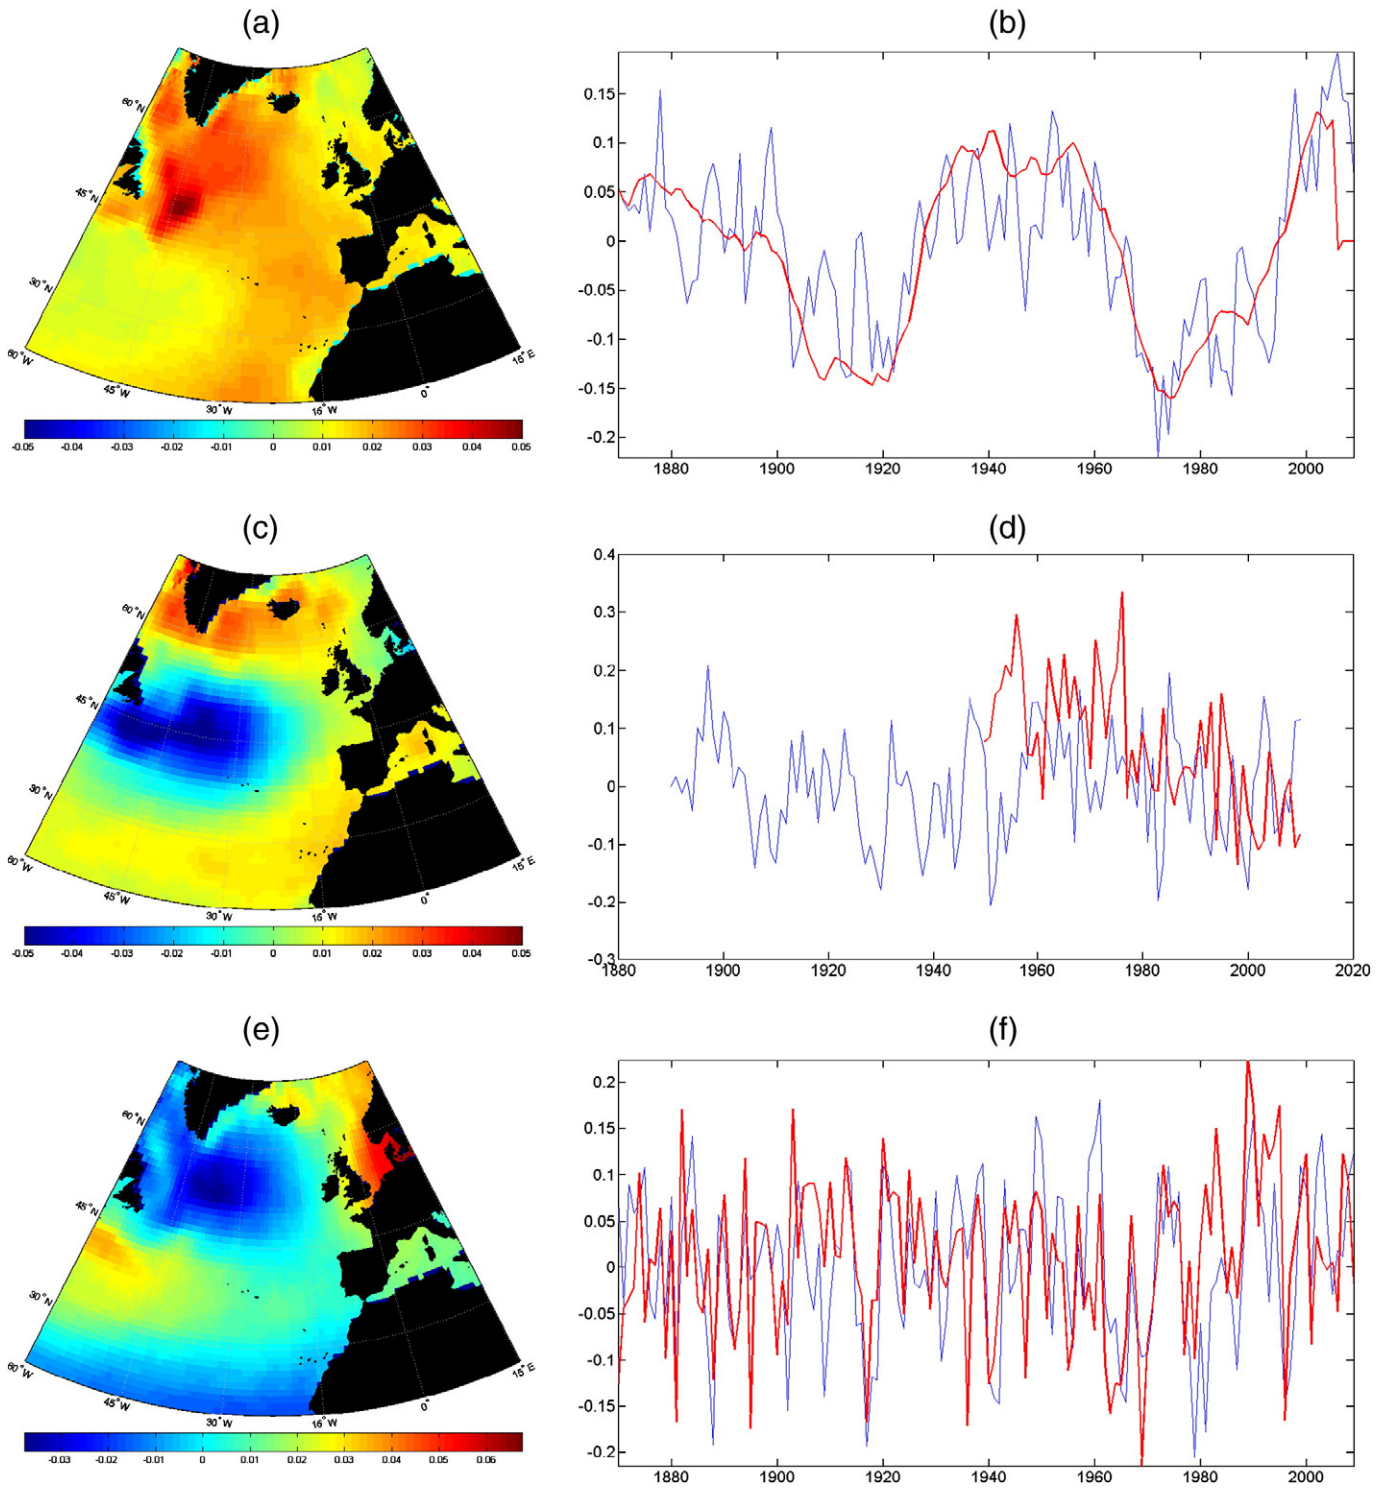 (a)
(b)
60°N
45°N
30°N
60°W
45°W
30°W
15°W
0°
15°E
-0.05 -0.04 -0.03 -0.02 -0.01 0 0.01 0.02 0.03 0.04 0.05
0.15
0.1
0.05
0
-0.05
-0.1
-0.15
-0.2
1880 1900 1920 1940 1960 1980 2000
(c)
(d)
60°N
45°N
30°N
60°W
45°W
30°W
15°W
0°
15°E
-0.05 -0.04 -0.03 -0.02 -0.01 0 0.01 0.02 0.03 0.04 0.05
0.4
0.3
0.2
0.1
0
-0.1
-0.2
-0.3
1880 1900 1920 1940 1960 1980 2000 2020
(e)
(f)
60°N
45°N
30°N
60°W
45°W
30°W
15°W
0°
15°E
-0.03 -0.02 -0.01 0 0.01 0.02 0.03 0.04 0.05 0.06
0.2
0.15
0.1
0.05
0
-0.05
-0.1
-0.15
-0.2
1880 1900 1920 1940 1960 1980 2000